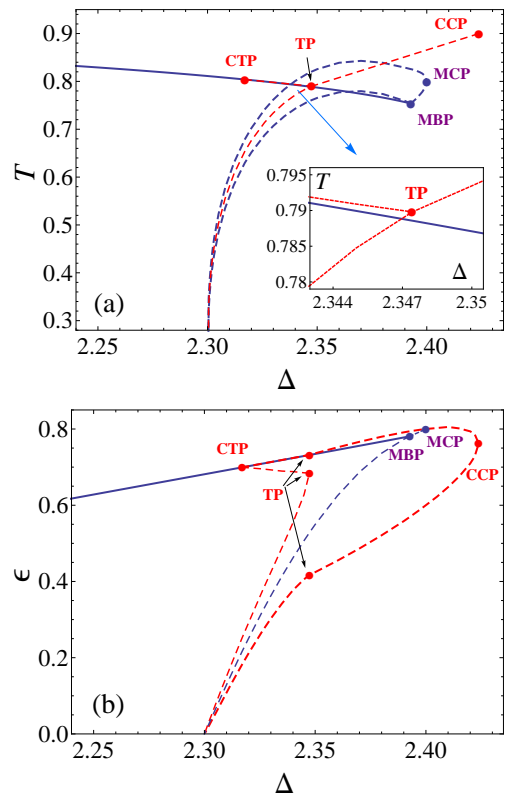 0.9
0.8
0.7
0.6
0.5
0.4
0.3
T
CTP
TP
CCP
MCP
MBP
0.795
0.79
0.785
0.78
T
TP
Δ
2.344
2.347
2.35
(a)
2.25
2.30
2.35
2.40
Δ
0.8
0.6
0.4
0.2
0.0
ϵ
CTP
TP
MCP
MBP
CCP
(b)
2.25
2.30
2.35
2.40
Δ